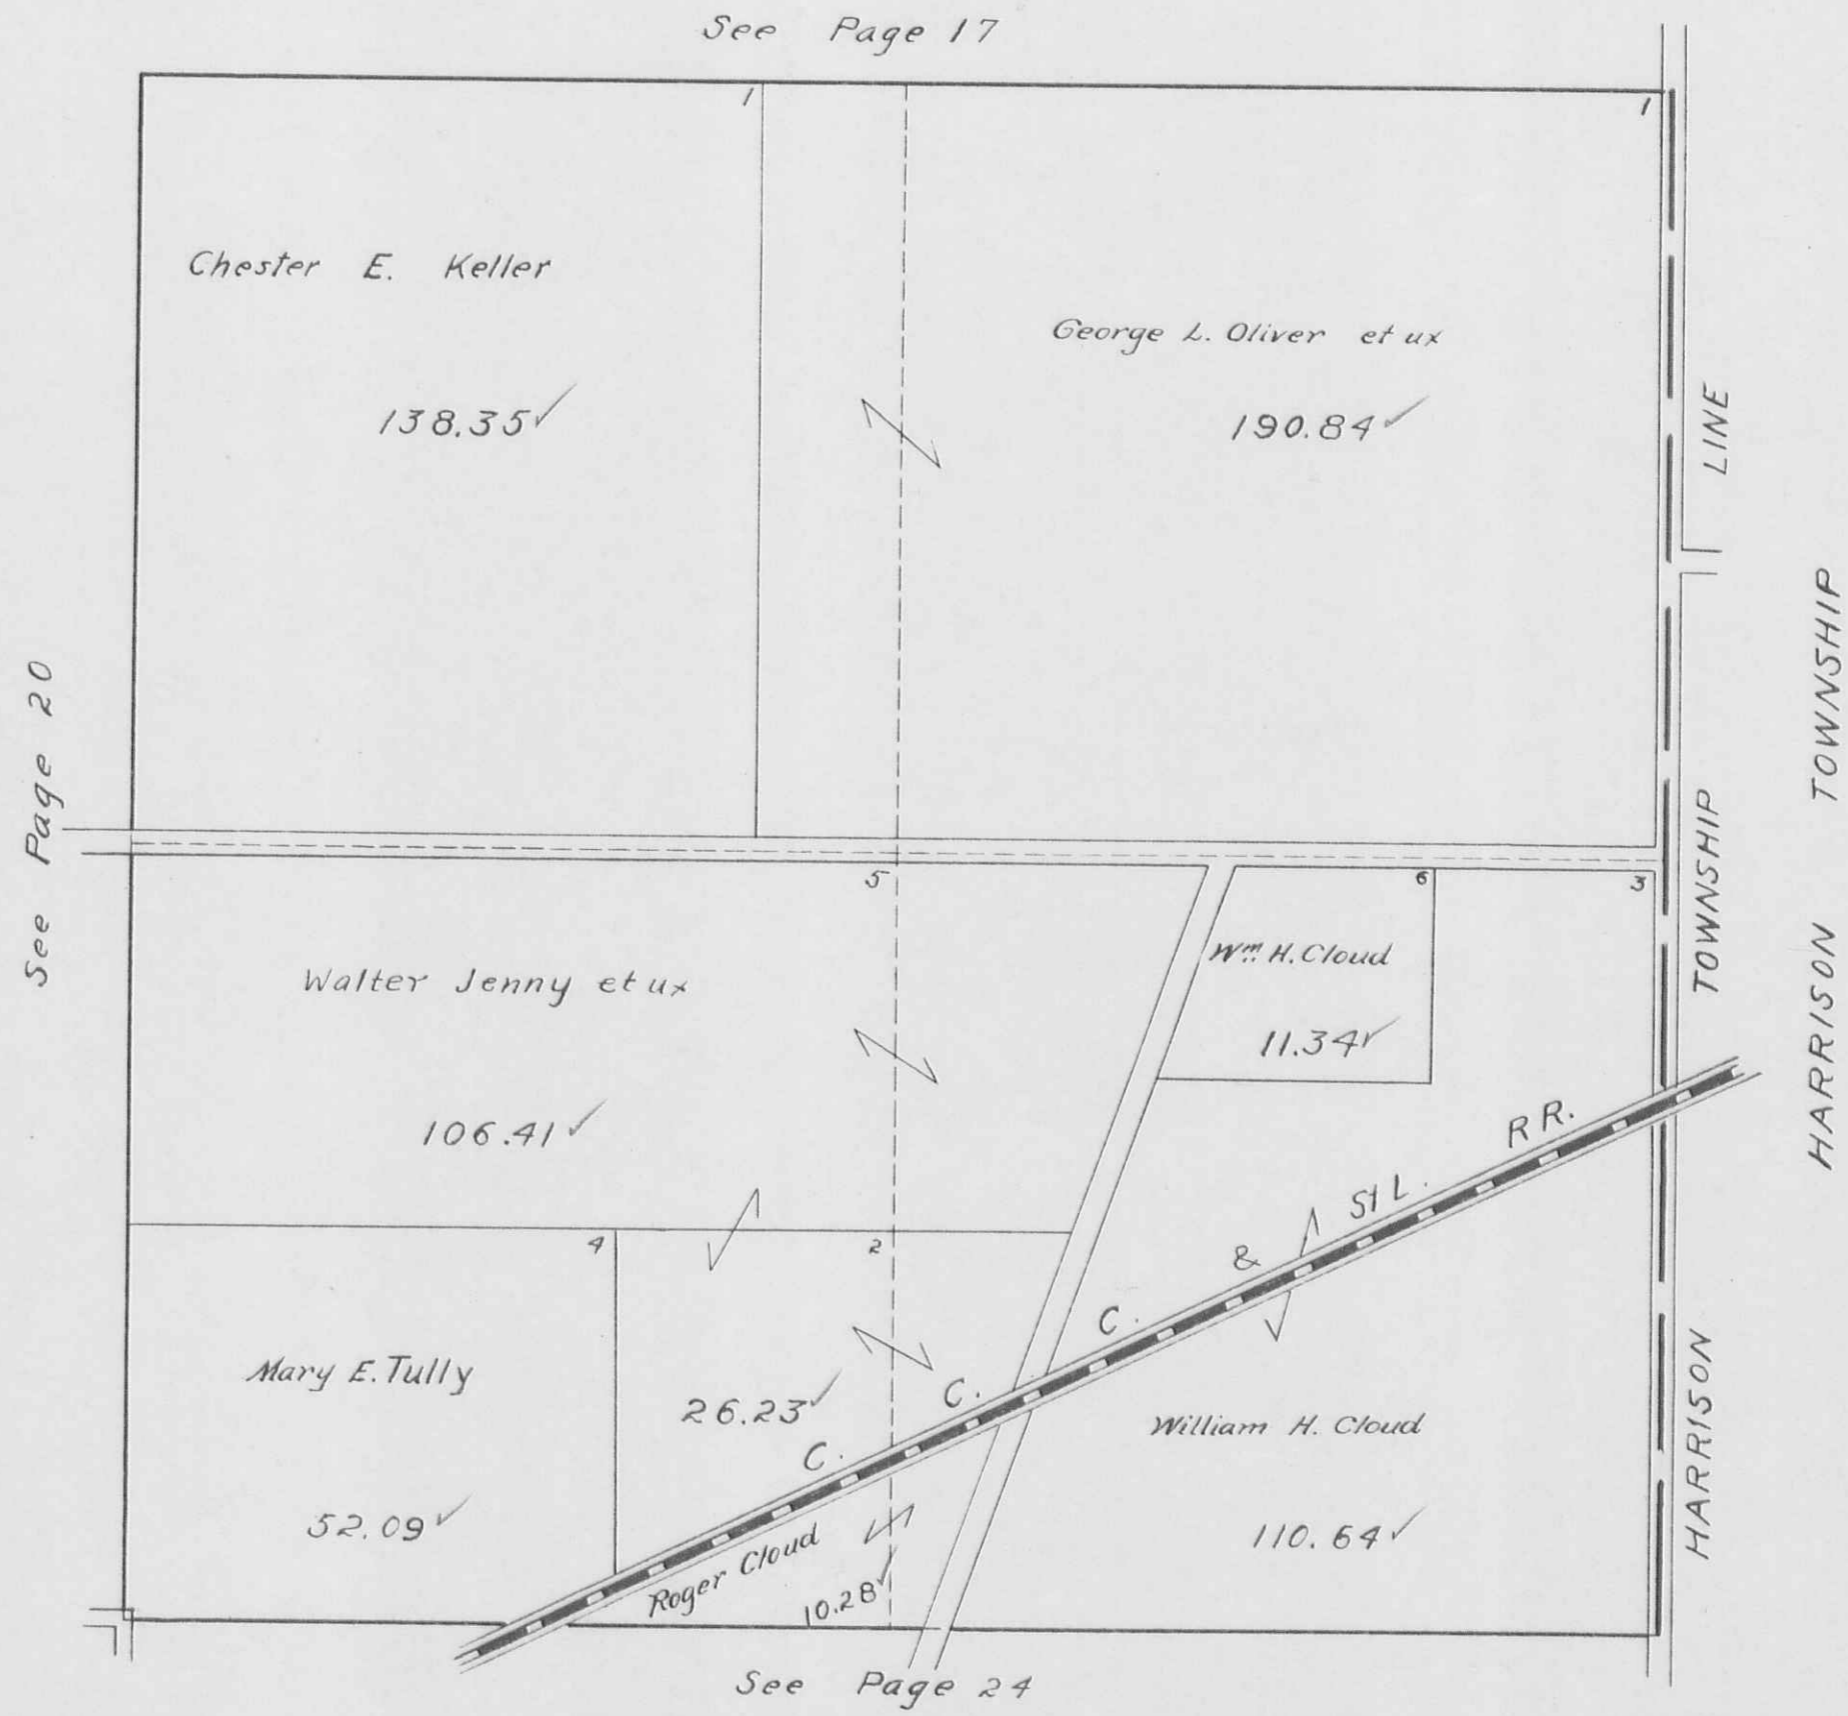 See Page 17
1
1
Chester E. Keller
138.35✓
George L. Oliver et ux
190.84✓
LINE
TOWNSHIP
HARRISON
HARRISON TOWNSHIP
See Page 20
5
6
3
Walter Jenny et ux
106.41✓
Wm. H. Cloud
11.34✓
4
2
Mary E. Tully
52.09✓
26.23✓
C. C. C. & St L. R R.
Roger Cloud
10.28✓
William H. Cloud
110.64✓
See Page 24